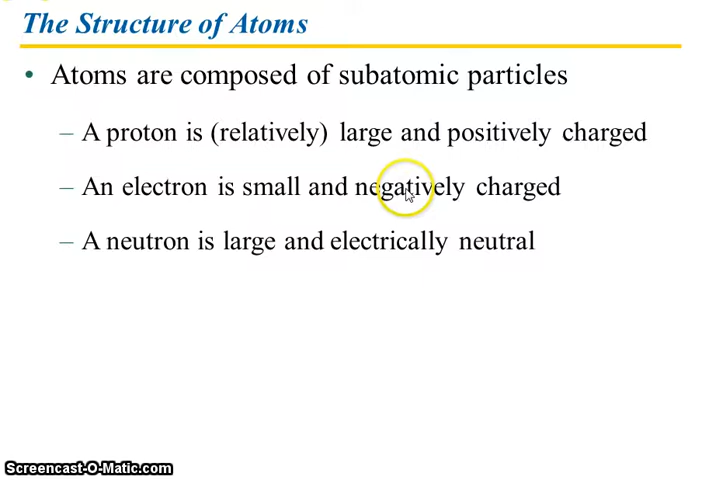 The Structure of Atoms
• Atoms are composed of subatomic particles
– A proton is (relatively) large and positively charged
– An electron is small and negatively charged
– A neutron is large and electrically neutral
Screencast-O-Matic.com